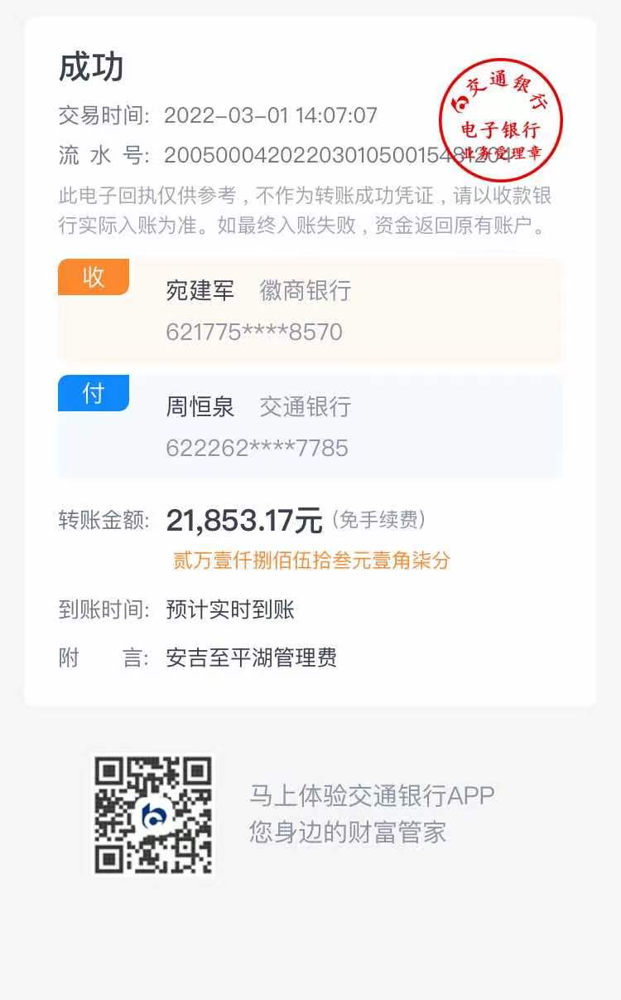 成功
交易时间: 2022-03-01 14:07:07
交通银行
电子银行
业务受理章
流水号:
此电子回执仅供参考，不作为转账成功凭证，请以收款银
行实际入账为准。如最终入账失败，资金返回原有账户。
收
宛建军 徽商银行
621775****8570
付
周恒泉 交通银行
622262****7785
转账金额: 21,853.17元 (免手续费)
贰万壹仟捌佰伍拾叁元壹角柒分
到账时间: 预计实时到账
附言: 安吉至平湖管理费
马上体验交通银行APP
您身边的财富管家